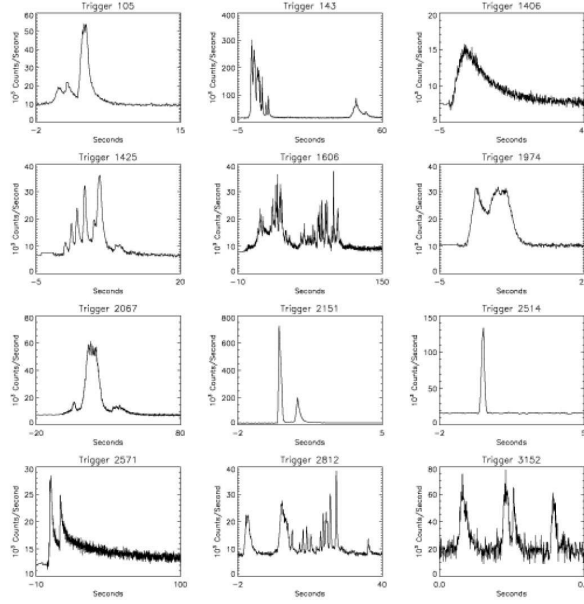 Trigger 105
60
50
40
30
20
10
0
10³ Counts/Second
-2
15
Seconds
Trigger 143
400
300
200
100
0
10³ Counts/Second
-5
60
Seconds
Trigger 1406
20
15
10
5
10³ Counts/Second
-5
Seconds
Trigger 1425
40
30
20
10
0
10³ Counts/Second
-5
20
Seconds
Trigger 1606
40
30
20
10
0
10³ Counts/Second
-10
150
Seconds
Trigger 1974
40
30
20
10
0
10³ Counts/Second
-5
Seconds
Trigger 2067
80
60
40
20
0
10³ Counts/Second
-20
80
Seconds
Trigger 2151
800
600
400
200
0
10³ Counts/Second
-2
5
Seconds
Trigger 2514
150
100
50
0
10³ Counts/Second
-2
Seconds
Trigger 2571
30
25
20
15
10
10³ Counts/Second
-10
100
Seconds
Trigger 2812
40
30
20
10
0
10³ Counts/Second
-2
40
Seconds
Trigger 3152
80
60
40
20
0
10³ Counts/Second
0.0
Seconds